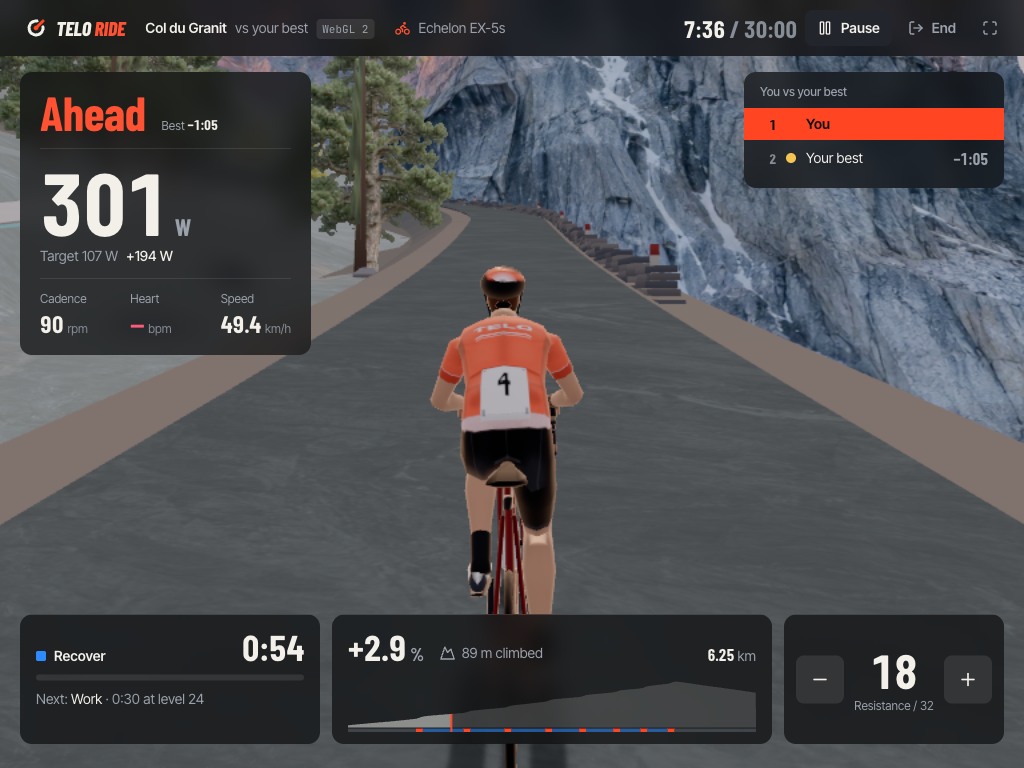 TELO RIDE Col du Granit vs your best WebGL 2 Echelon EX-5s 7:36 / 30:00 Pause End
Ahead Best −1:05
301 W
Target 107 W +194 W
Cadence Heart Speed
90 rpm – bpm 49.4 km/h
You vs your best
1 You
2 Your best −1:05
TELO
4
Recover 0:54
Next: Work · 0:30 at level 24
+2.9 % 89 m climbed 6.25 km
− 18 +
Resistance / 32